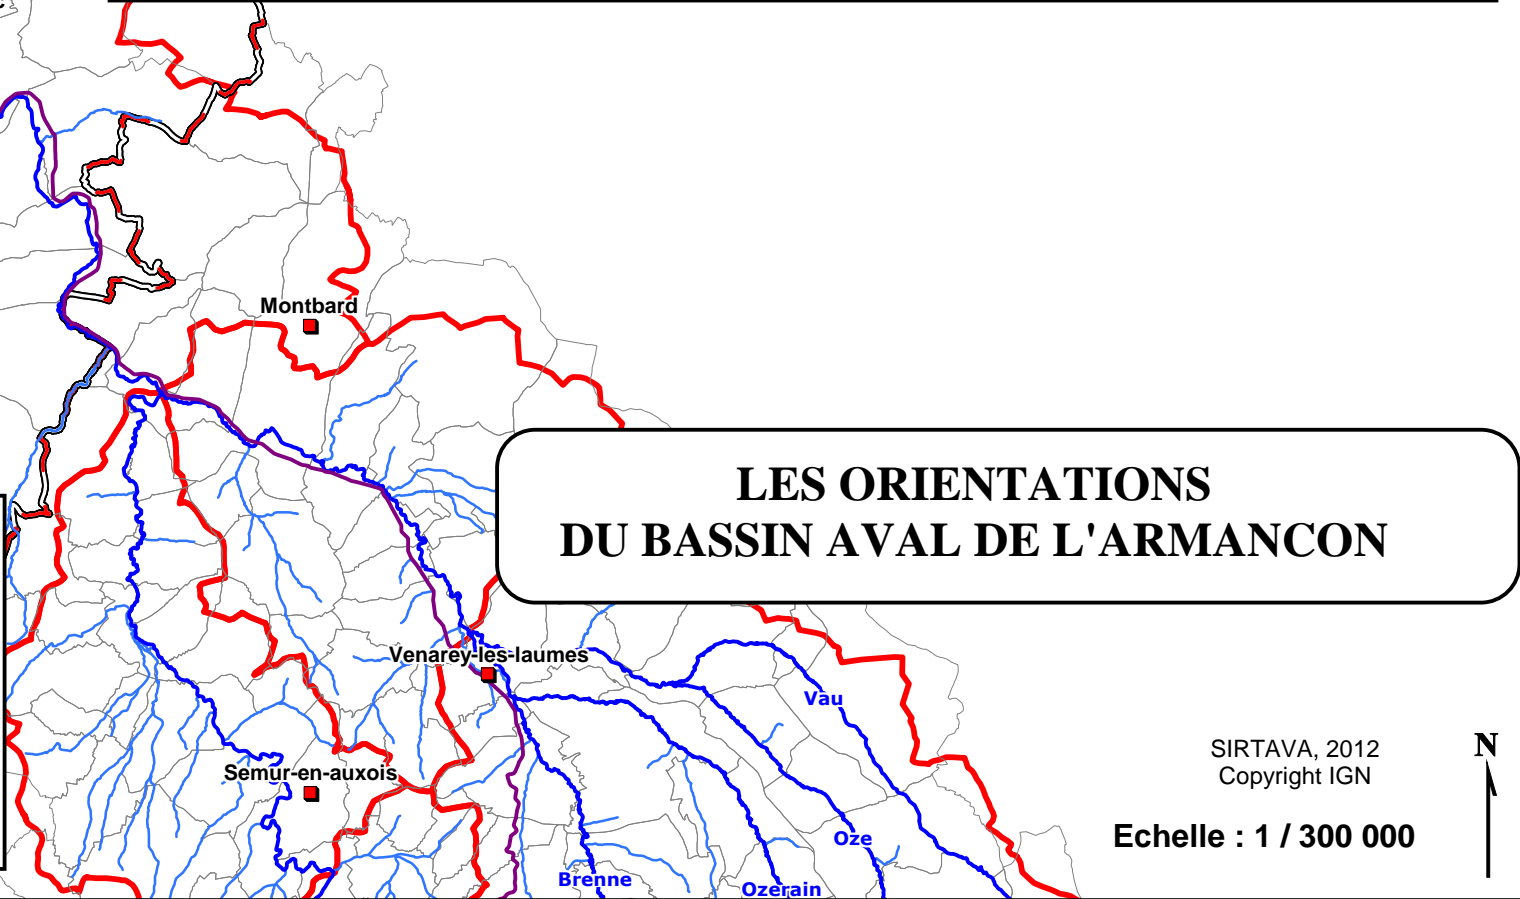 Montbard
LES ORIENTATIONS
DU BASSIN AVAL DE L'ARMANCON
Venarey-les-laumes
Vau
SIRTAVA, 2012
Copyright IGN
N
Semur-en-auxois
Echelle : 1 / 300 000
Oze
Brenne
Ozerain